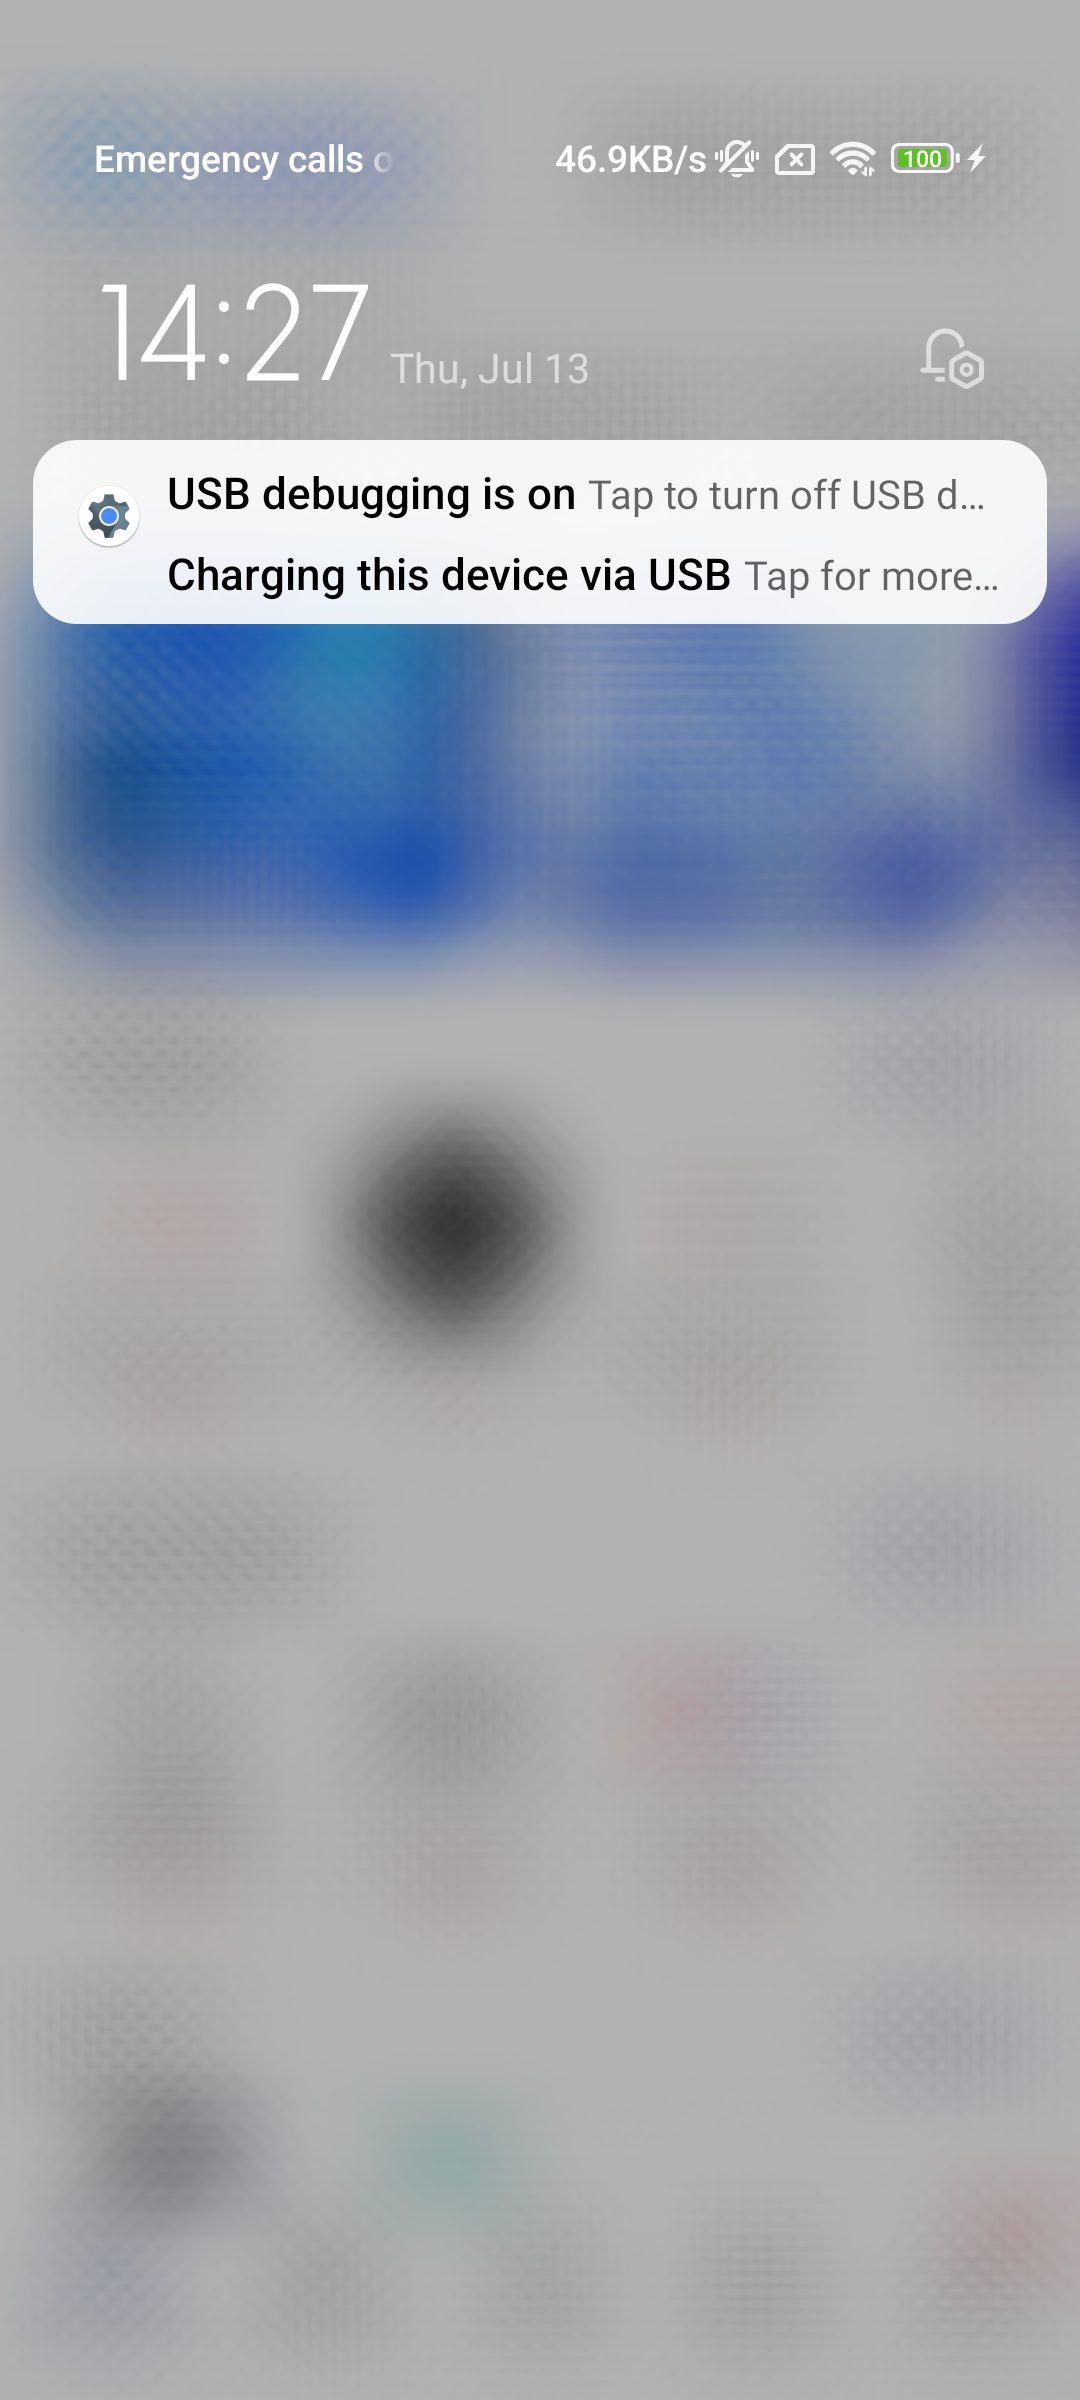 Emergency calls
46.9KB/s
100
14:27 Thu, Jul 13
USB debugging is on Tap to turn off USB d...
Charging this device via USB Tap for more...